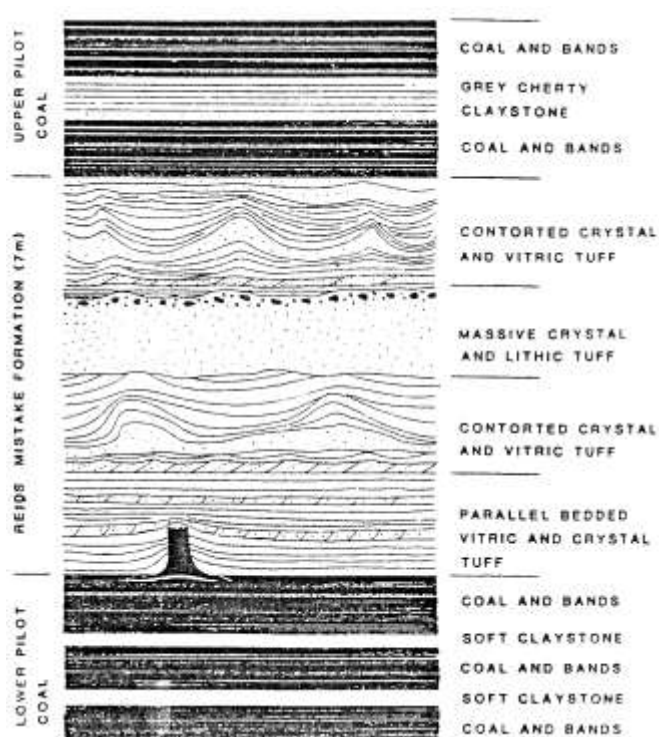 UPPER PILOT
COAL
COAL AND BANDS
GREY CHERTY
CLAYSTONE
COAL AND BANDS
REIDS MISTAKE FORMATION (7m)
CONTORTED CRYSTAL
AND VITRIC TUFF
MASSIVE CRYSTAL
AND LITHIC TUFF
CONTORTED CRYSTAL
AND VITRIC TUFF
PARALLEL BEDDED
VITRIC AND CRYSTAL
TUFF
LOWER PILOT
COAL
COAL AND BANDS
SOFT CLAYSTONE
COAL AND BANDS
SOFT CLAYSTONE
COAL AND BANDS